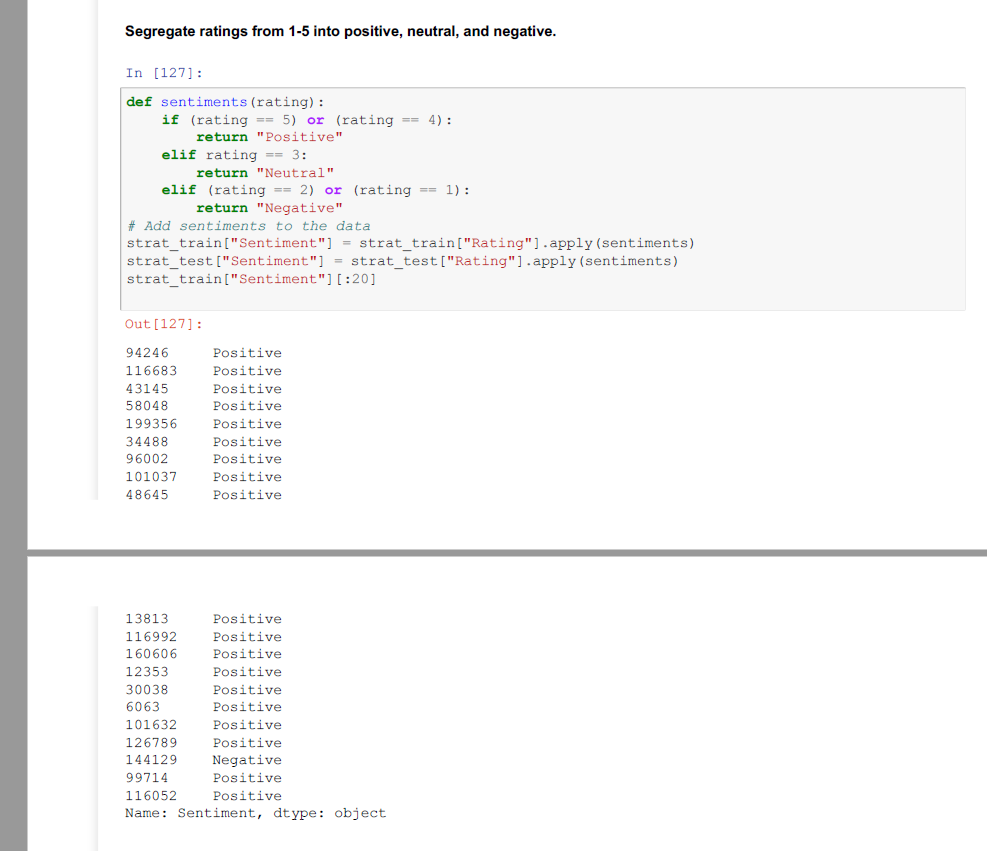 Segregate ratings from 1-5 into positive, neutral, and negative.
In [127]:
def sentiments(rating):
    if (rating == 5) or (rating == 4):
        return "Positive"
    elif rating == 3:
        return "Neutral"
    elif (rating == 2) or (rating == 1):
        return "Negative"
# Add sentiments to the data
strat_train["Sentiment"] = strat_train["Rating"].apply(sentiments)
strat_test["Sentiment"] = strat_test["Rating"].apply(sentiments)
strat_train["Sentiment"][:20]
Out[127]:
94246     Positive
116683    Positive
43145     Positive
58048     Positive
199356    Positive
34488     Positive
96002     Positive
101037    Positive
48645     Positive
13813     Positive
116992    Positive
160606    Positive
12353     Positive
30038     Positive
6063      Positive
101632    Positive
126789    Positive
144129    Negative
99714     Positive
116052    Positive
Name: Sentiment, dtype: object